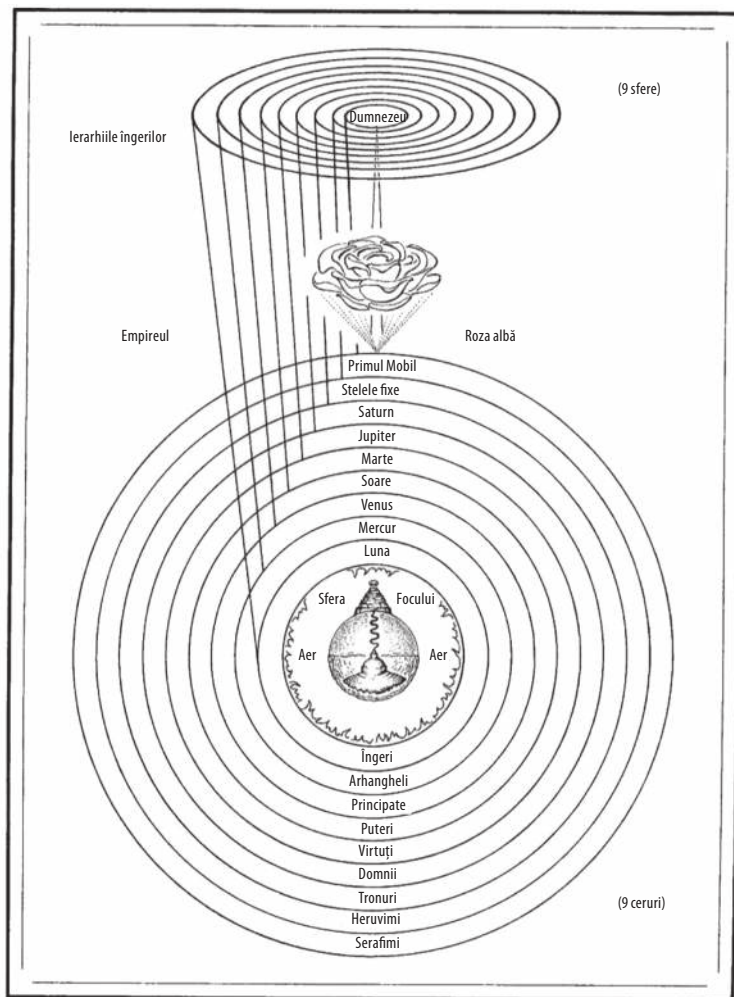 (9 sfere)
Dumnezeu
Ierarhiile îngerilor
Empireul
Roza albă
Primul Mobil
Stelele fixe
Saturn
Jupiter
Marte
Soare
Venus
Mercur
Luna
Sfera Focului
Aer Aer
Îngeri
Arhangheli
Principate
Puteri
Virtuți
Domnii
Tronuri
(9 ceruri)
Heruvimi
Serafimi